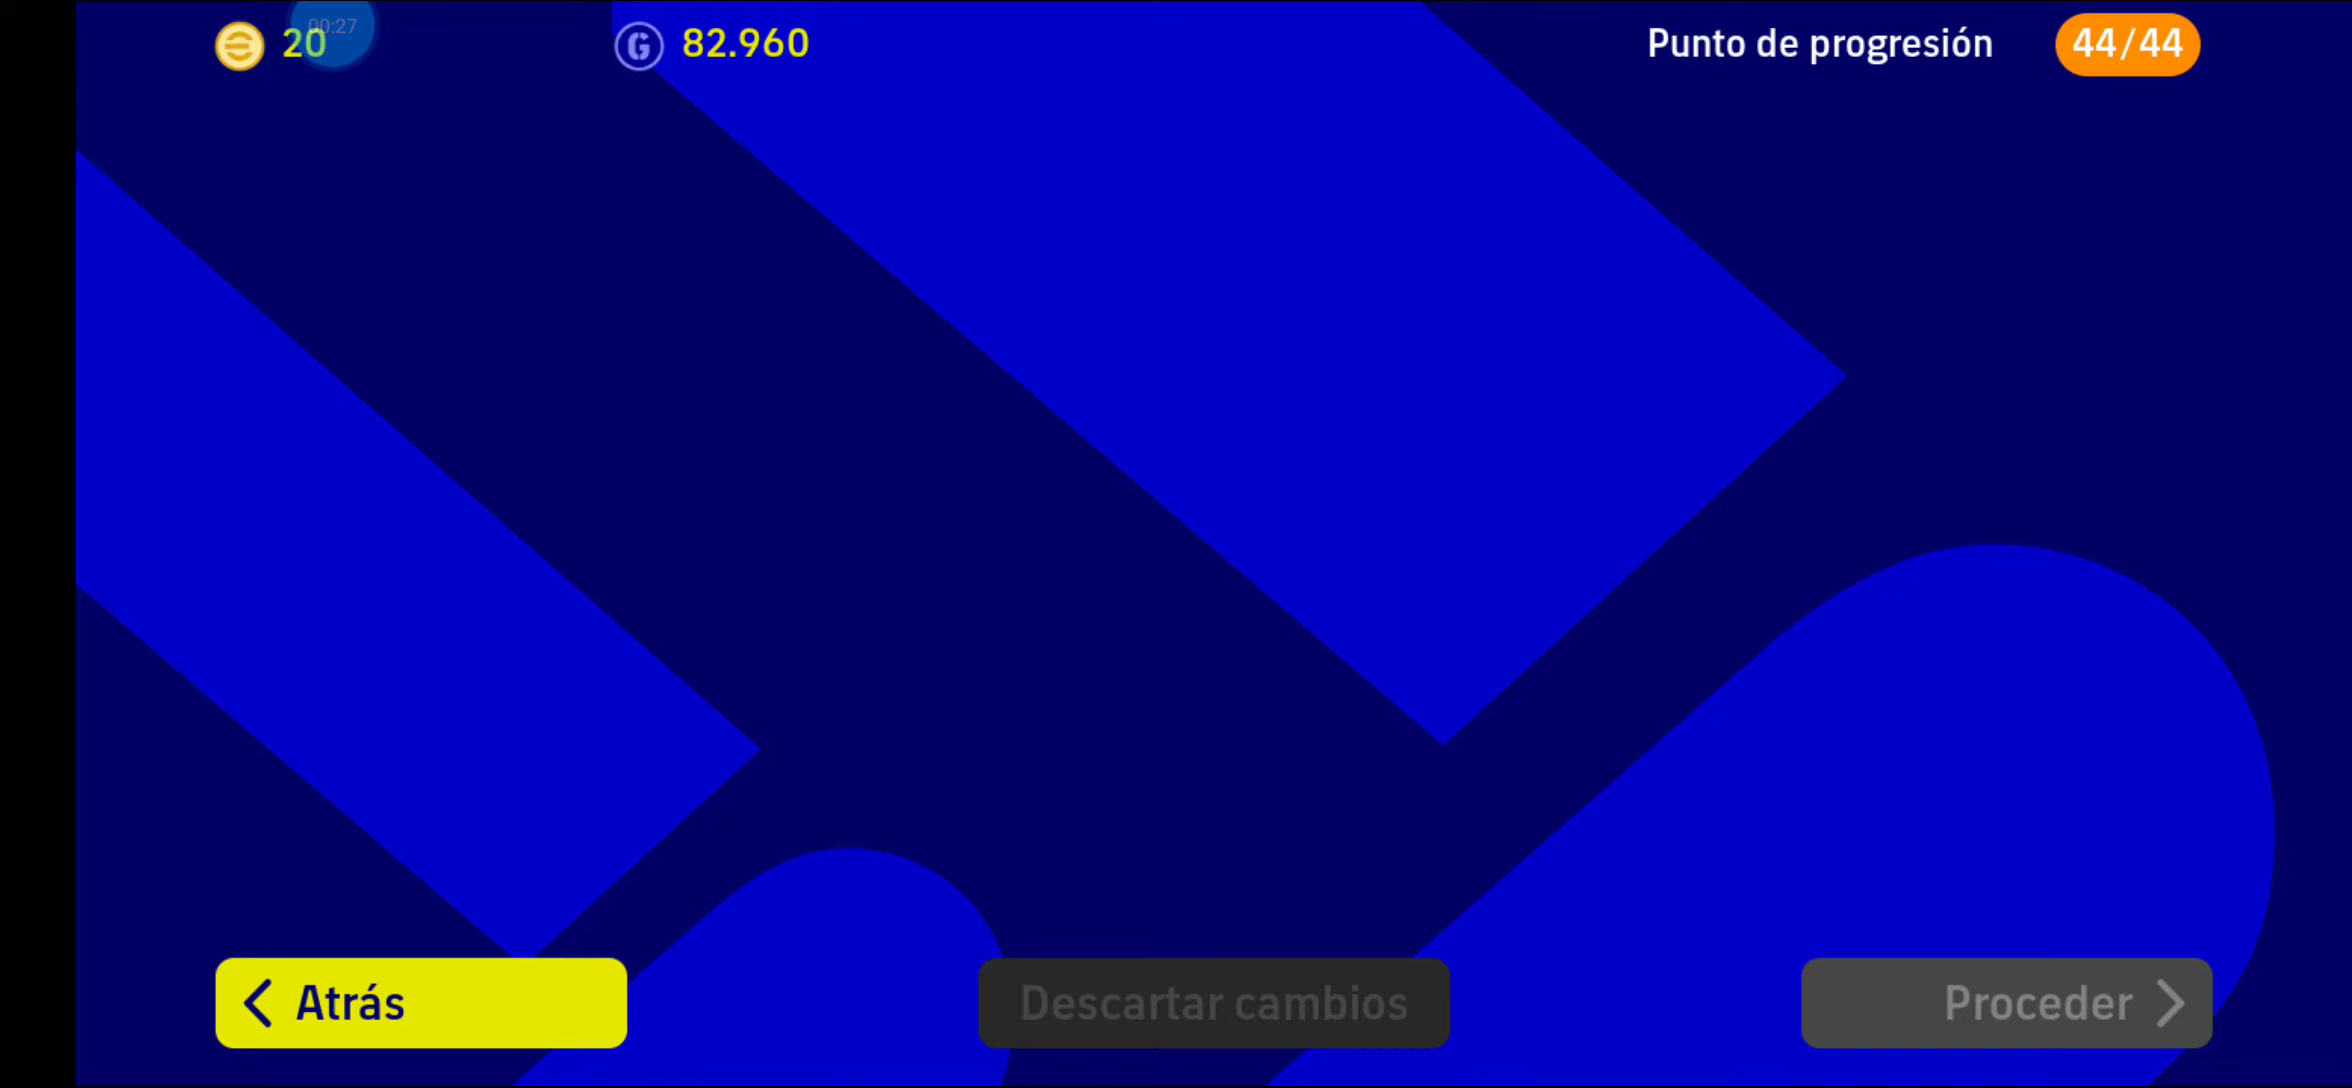 20
00:27
G 82.960
Punto de progresión
44/44
Atrás
Descartar cambios
Proceder